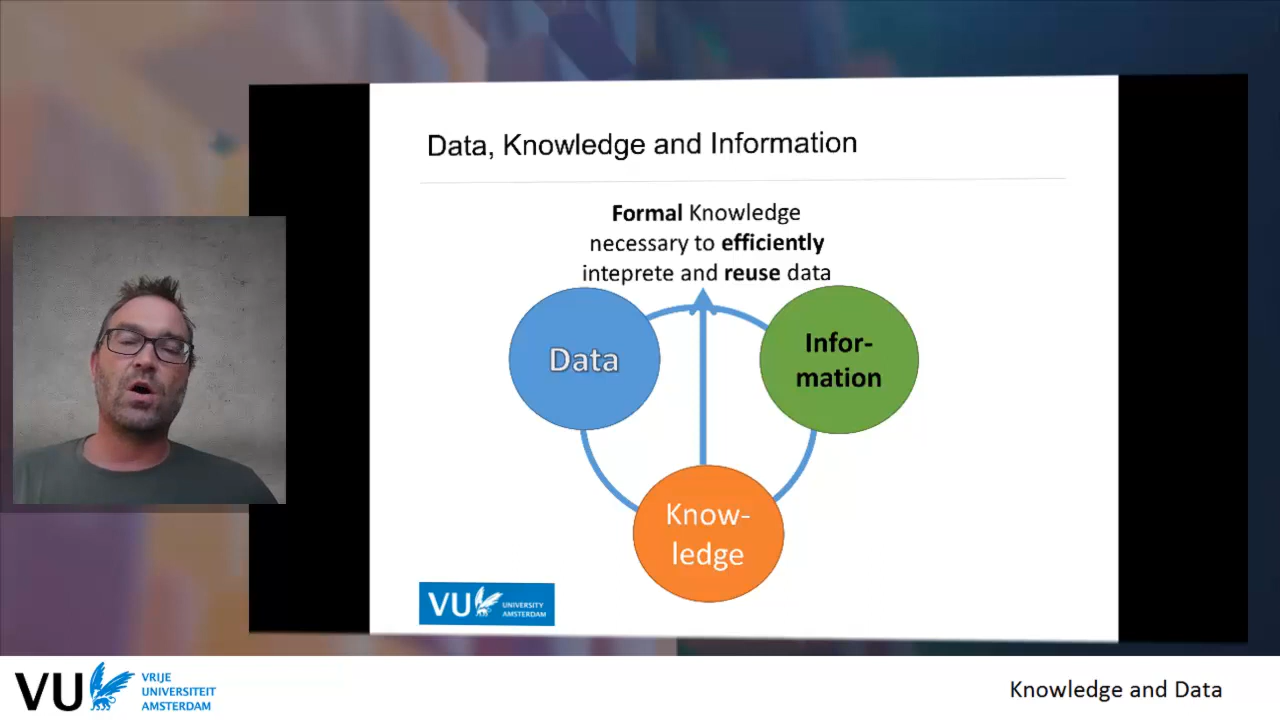 Data, Knowledge and Information
Formal Knowledge
necessary to efficiently
inteprete and reuse data
Data
Infor-
mation
Know-
ledge
VU UNIVERSITY
AMSTERDAM
VU VRIJE
UNIVERSITEIT
AMSTERDAM
Knowledge and Data